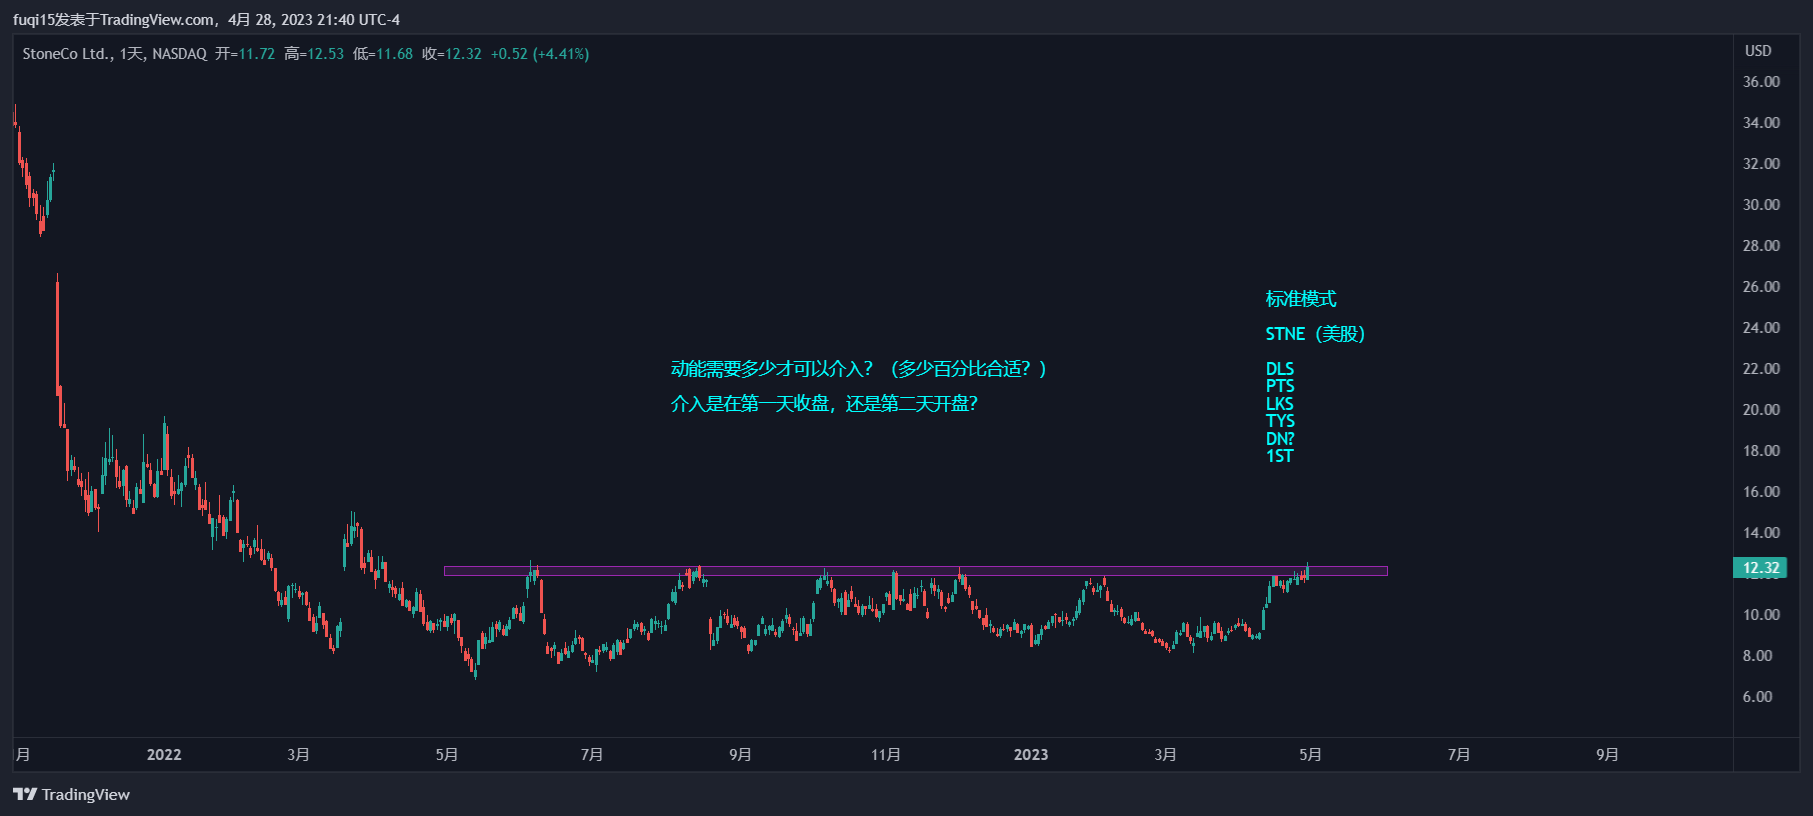 fuqi15发表于TradingView.com，4月 28, 2023 21:40 UTC-4
StoneCo Ltd., 1天, NASDAQ 开=11.72 高=12.53 低=11.68 收=12.32 +0.52 (+4.41%)
USD
36.00
34.00
32.00
30.00
28.00
26.00
标准模式
24.00
STNE（美股）
22.00
动能需要多少才可以介入？（多少百分比合适？）
DLS
PTS
20.00
介入是在第一天收盘，还是第二天开盘？
LKS
TYS
DN?
18.00
1ST
16.00
14.00
12.32
10.00
8.00
6.00
月 2022 3月 5月 7月 9月 11月 2023 3月 5月 7月 9月
TradingView